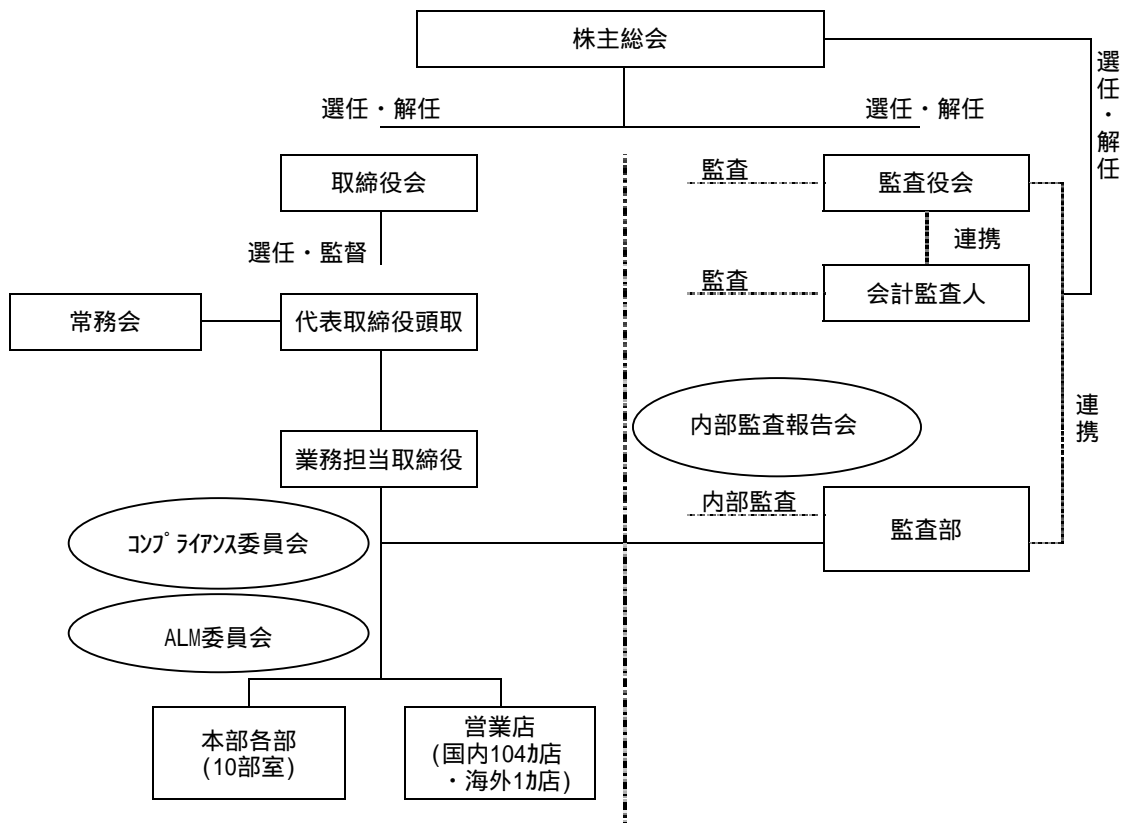 株主総会
選任・解任
選任・解任
選任・解任
取締役会
監査
監査役会
選任・監督
連携
監査
会計監査人
常務会
代表取締役頭取
連携
内部監査報告会
業務担当取締役
内部監査
監査部
ｺﾝﾌﾟﾗｲｱﾝｽ委員会
ALM委員会
本部各部
(10部室)
営業店
(国内104ｶ店
・海外1ｶ店)